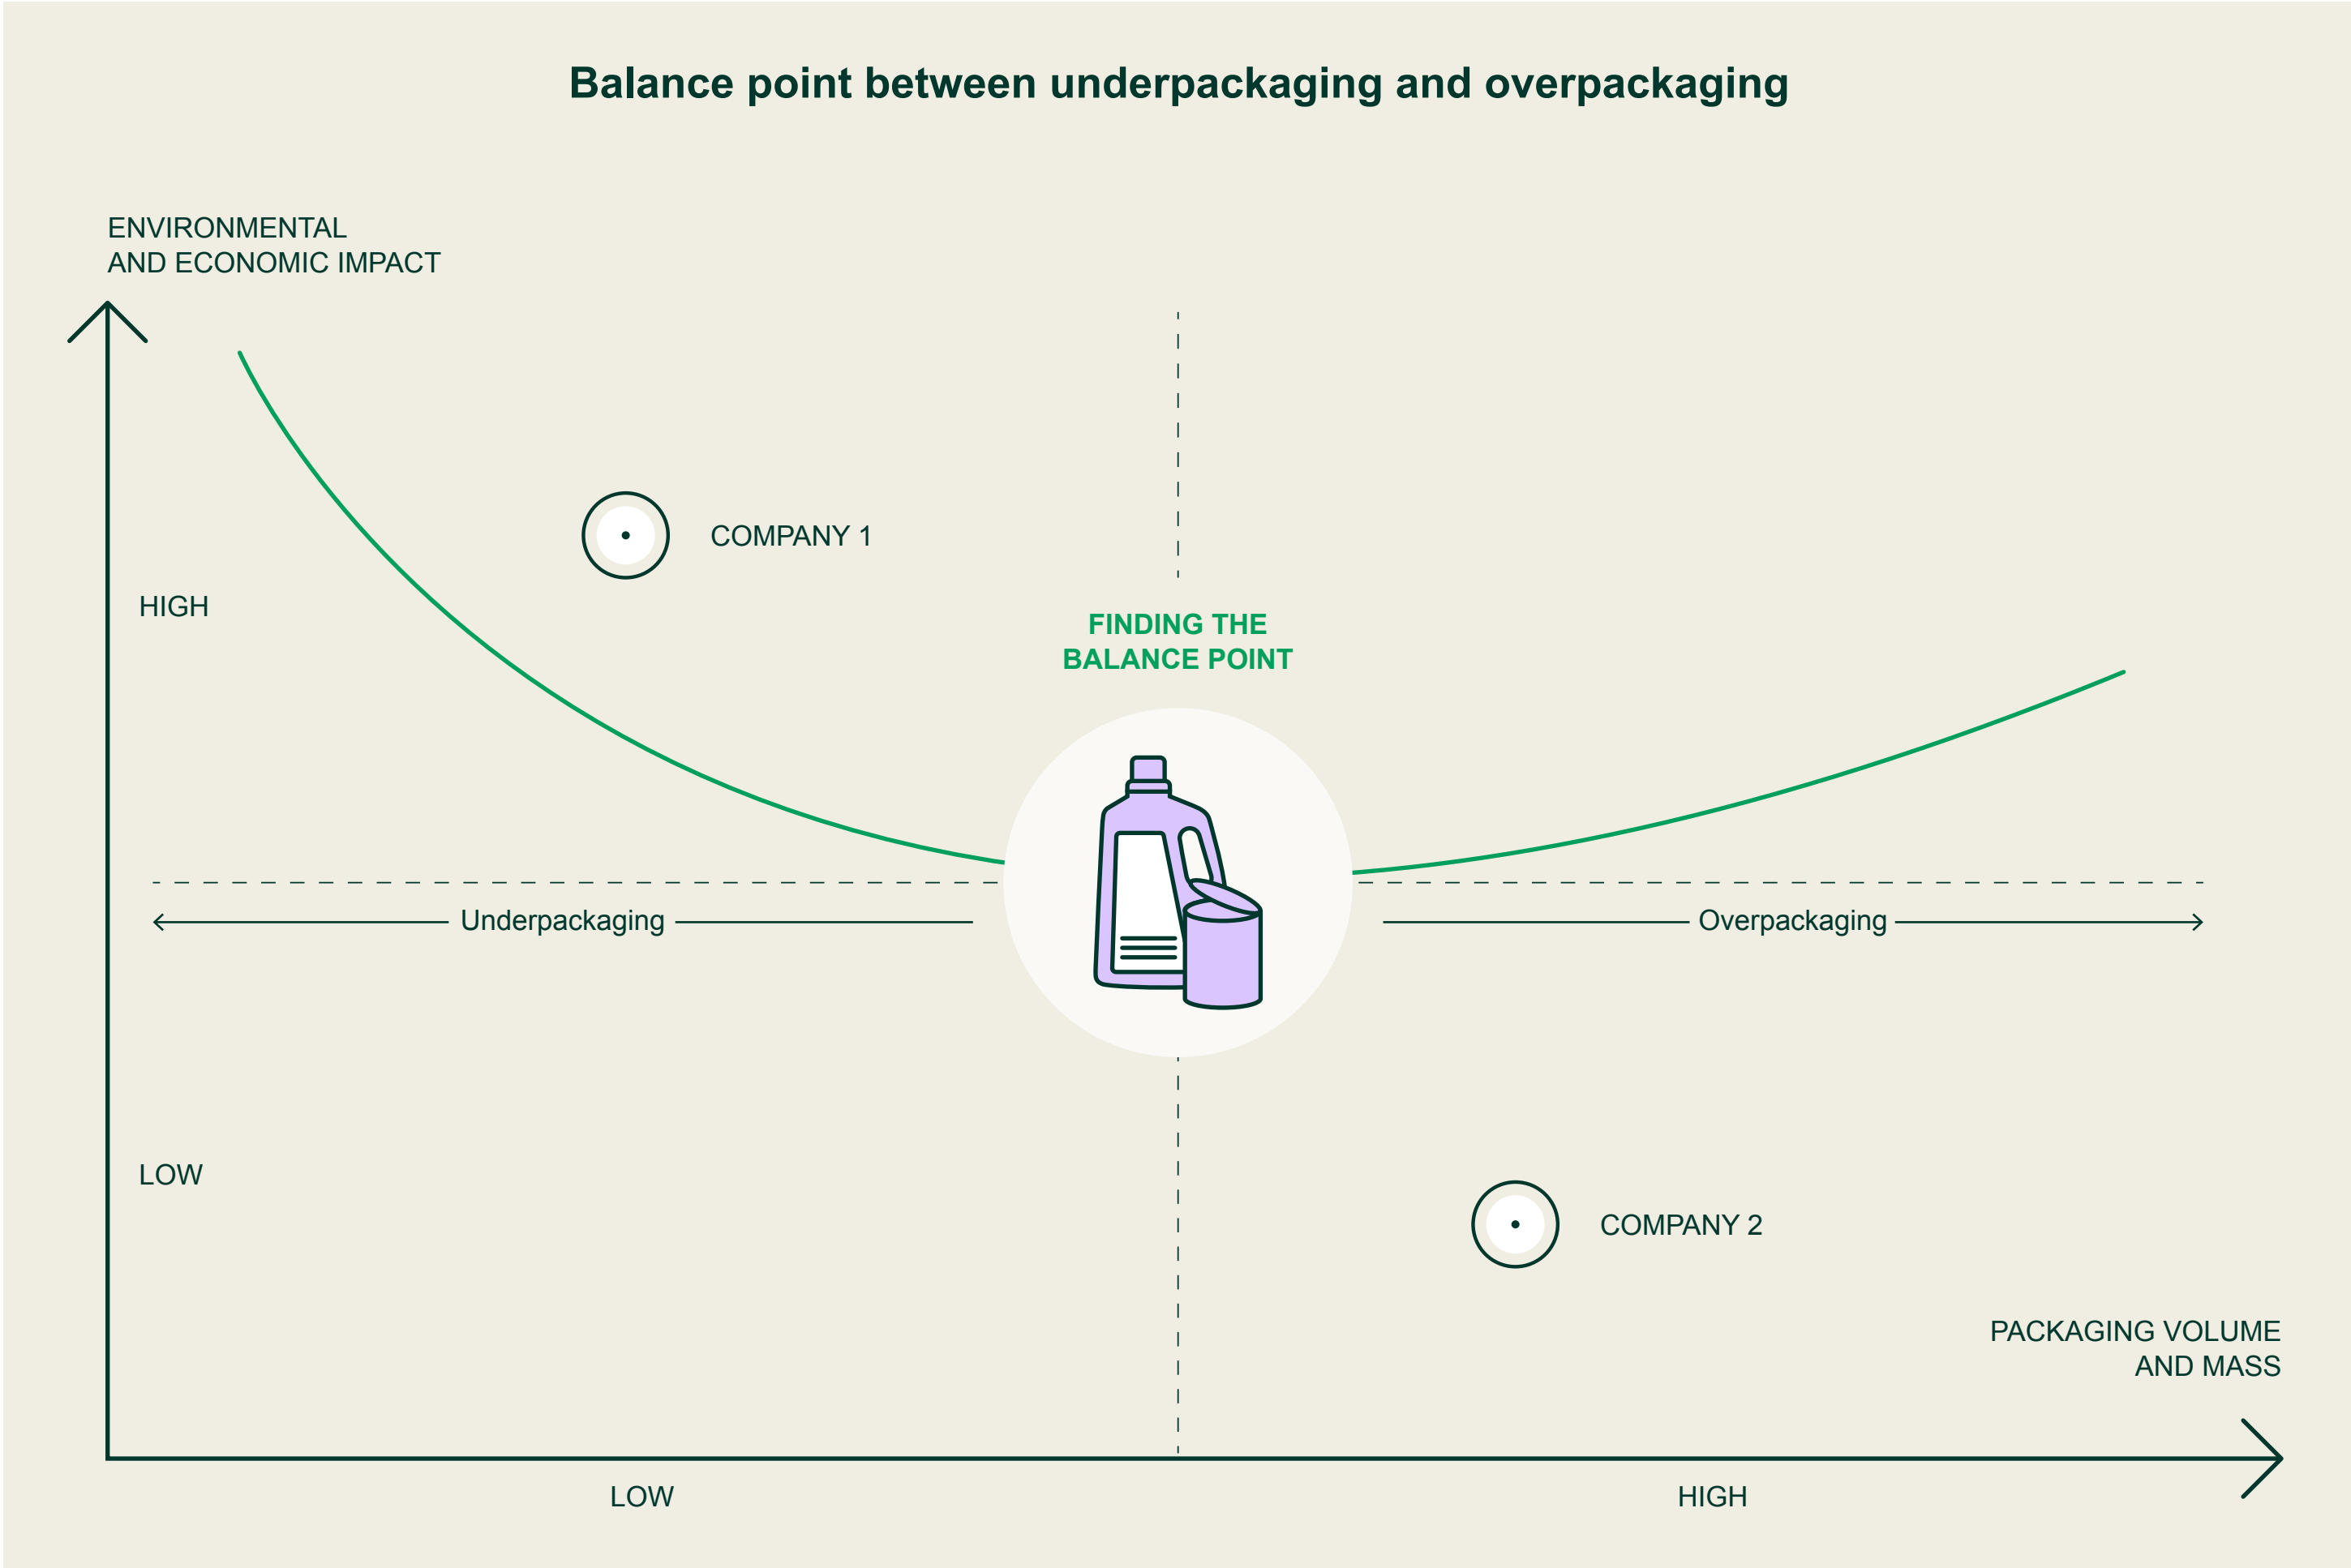 Balance point between underpackaging and overpackaging
ENVIRONMENTAL
AND ECONOMIC IMPACT
COMPANY 1
HIGH
FINDING THE
BALANCE POINT
Underpackaging
Overpackaging
LOW
COMPANY 2
PACKAGING VOLUME
AND MASS
LOW
HIGH